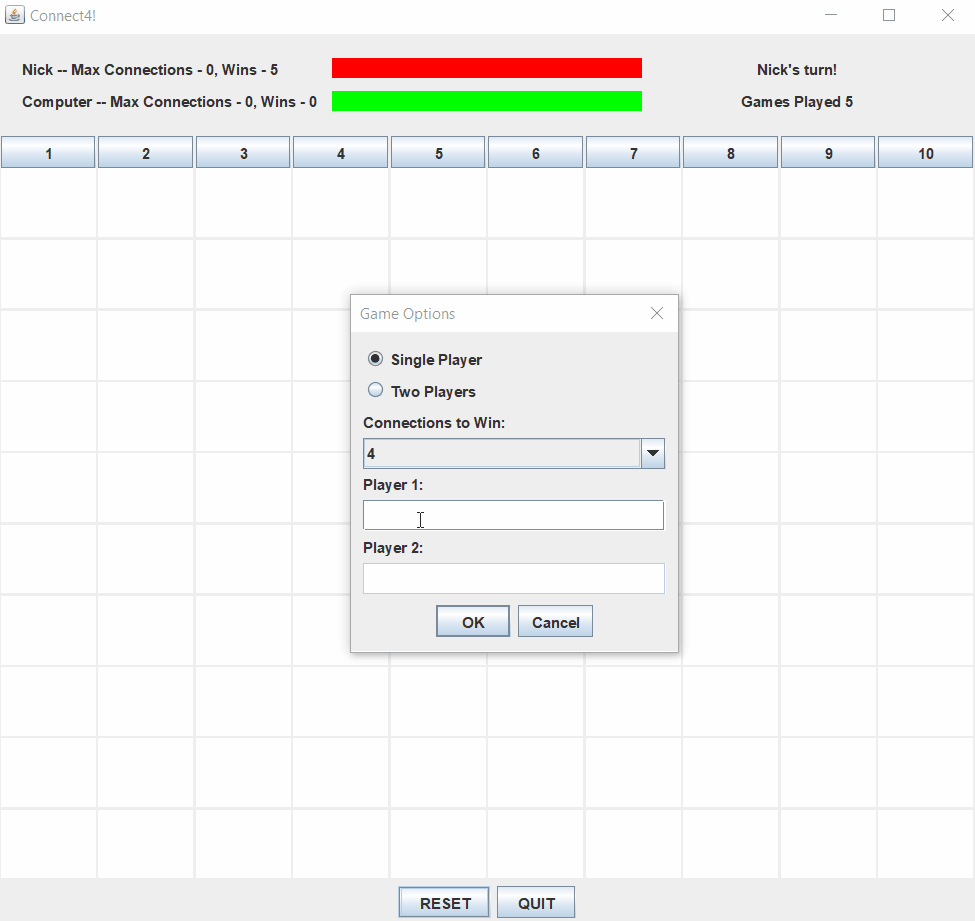 Connect4!
Nick -- Max Connections - 0, Wins - 5
Nick's turn!
Computer -- Max Connections - 0, Wins - 0
Games Played 5
1 2 3 4 5 6 7 8 9 10
Game Options
Single Player
Two Players
Connections to Win:
4
Player 1:
Player 2:
OK Cancel
RESET QUIT